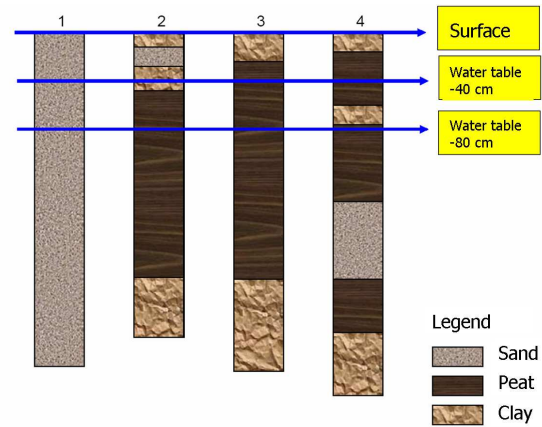 1
2
3
4
Surface
Water table
-40 cm
Water table
-80 cm
Legend
Sand
Peat
Clay